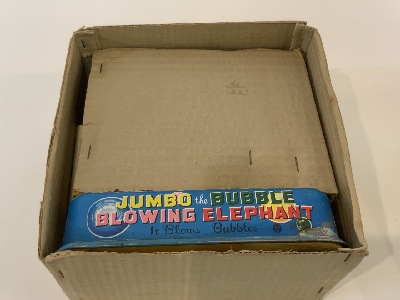 JUMBO the BUBBLE
BLOWING ELEPHANT
It Blows Bubbles